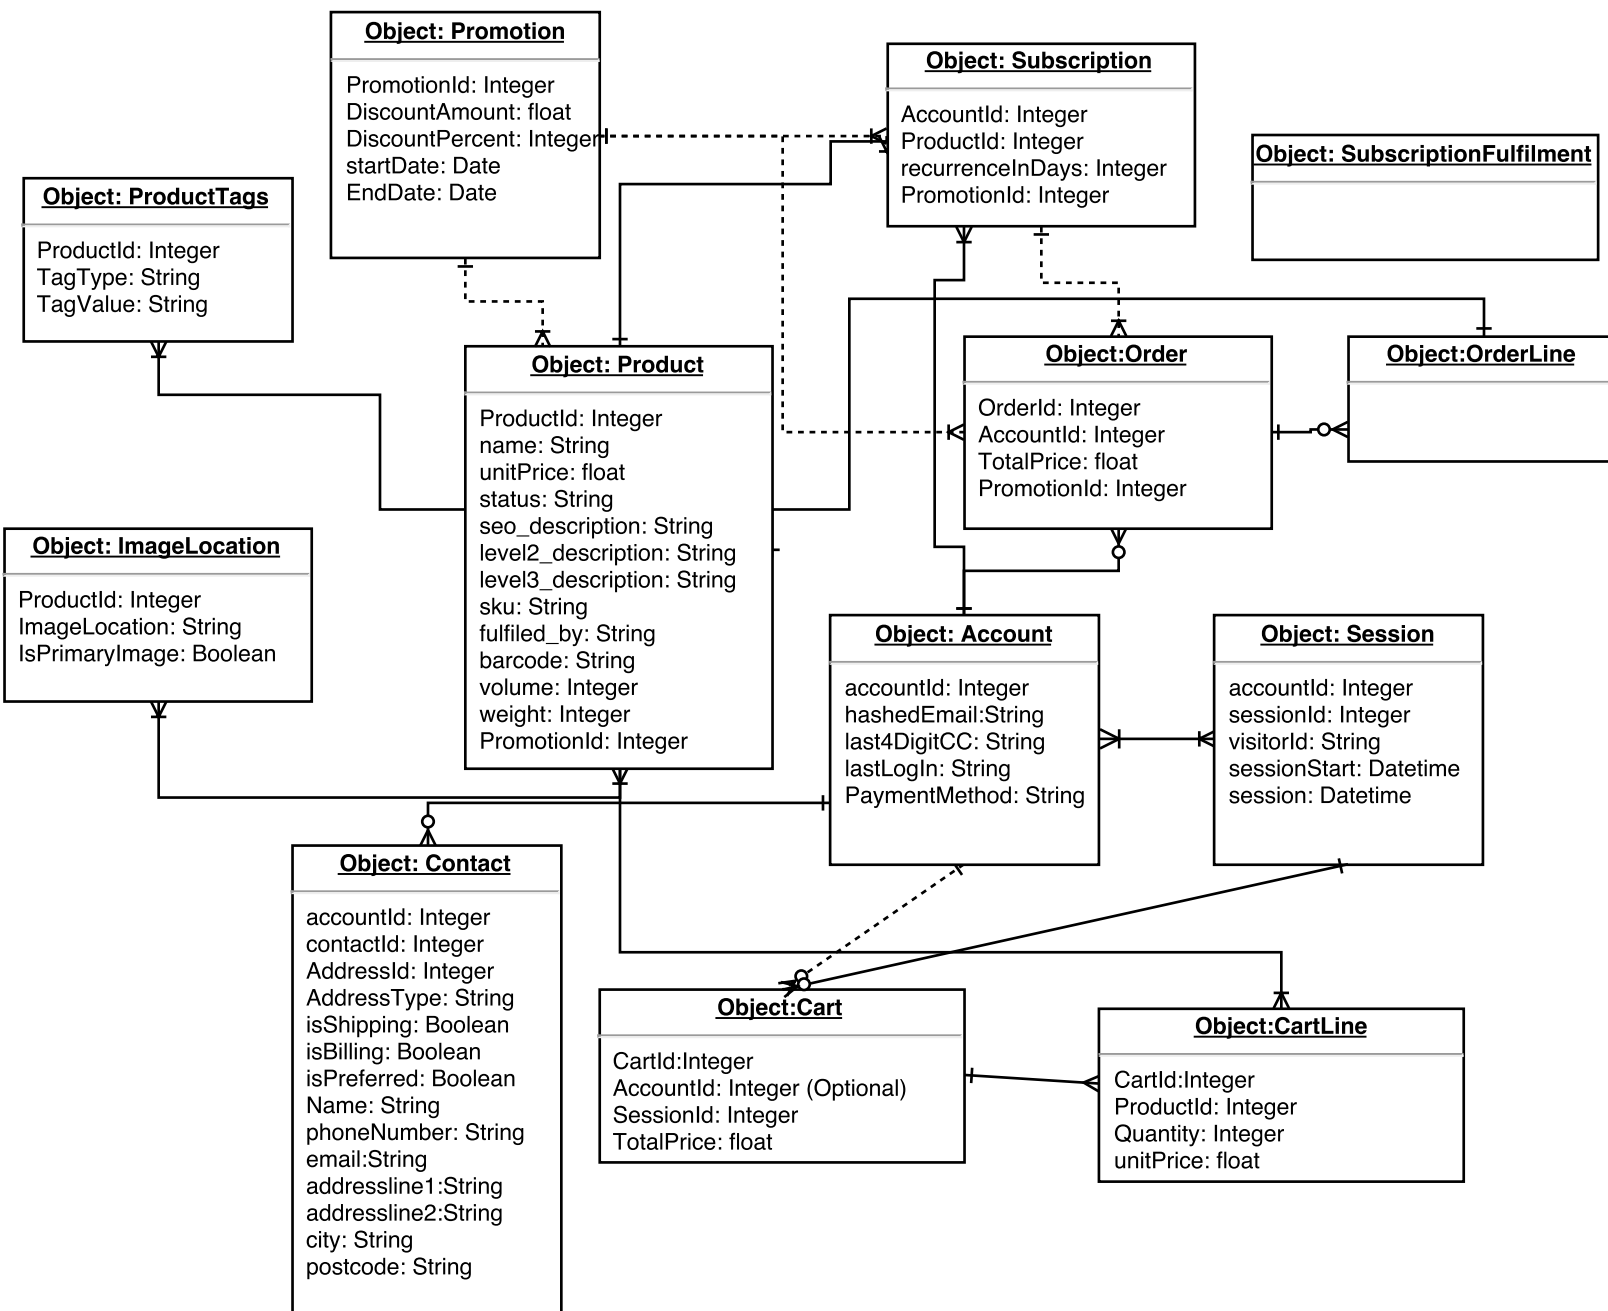 Object: Promotion
PromotionId: Integer
DiscountAmount: float
DiscountPercent: Integer
startDate: Date
EndDate: Date
Object: Subscription
AccountId: Integer
ProductId: Integer
recurrenceInDays: Integer
PromotionId: Integer
Object: SubscriptionFulfilment
Object: ProductTags
ProductId: Integer
TagType: String
TagValue: String
Object: Product
ProductId: Integer
name: String
unitPrice: float
status: String
seo_description: String
level2_description: String
level3_description: String
sku: String
fulfiled_by: String
barcode: String
volume: Integer
weight: Integer
PromotionId: Integer
Object:Order
OrderId: Integer
AccountId: Integer
TotalPrice: float
PromotionId: Integer
Object:OrderLine
Object: ImageLocation
ProductId: Integer
ImageLocation: String
IsPrimaryImage: Boolean
Object: Account
accountId: Integer
hashedEmail:String
last4DigitCC: String
lastLogIn: String
PaymentMethod: String
Object: Session
accountId: Integer
sessionId: Integer
visitorId: String
sessionStart: Datetime
session: Datetime
Object: Contact
accountId: Integer
contactId: Integer
AddressId: Integer
AddressType: String
isShipping: Boolean
isBilling: Boolean
isPreferred: Boolean
Name: String
phoneNumber: String
email:String
addressline1:String
addressline2:String
city: String
postcode: String
Object:Cart
CartId:Integer
AccountId: Integer (Optional)
SessionId: Integer
TotalPrice: float
Object:CartLine
CartId:Integer
ProductId: Integer
Quantity: Integer
unitPrice: float